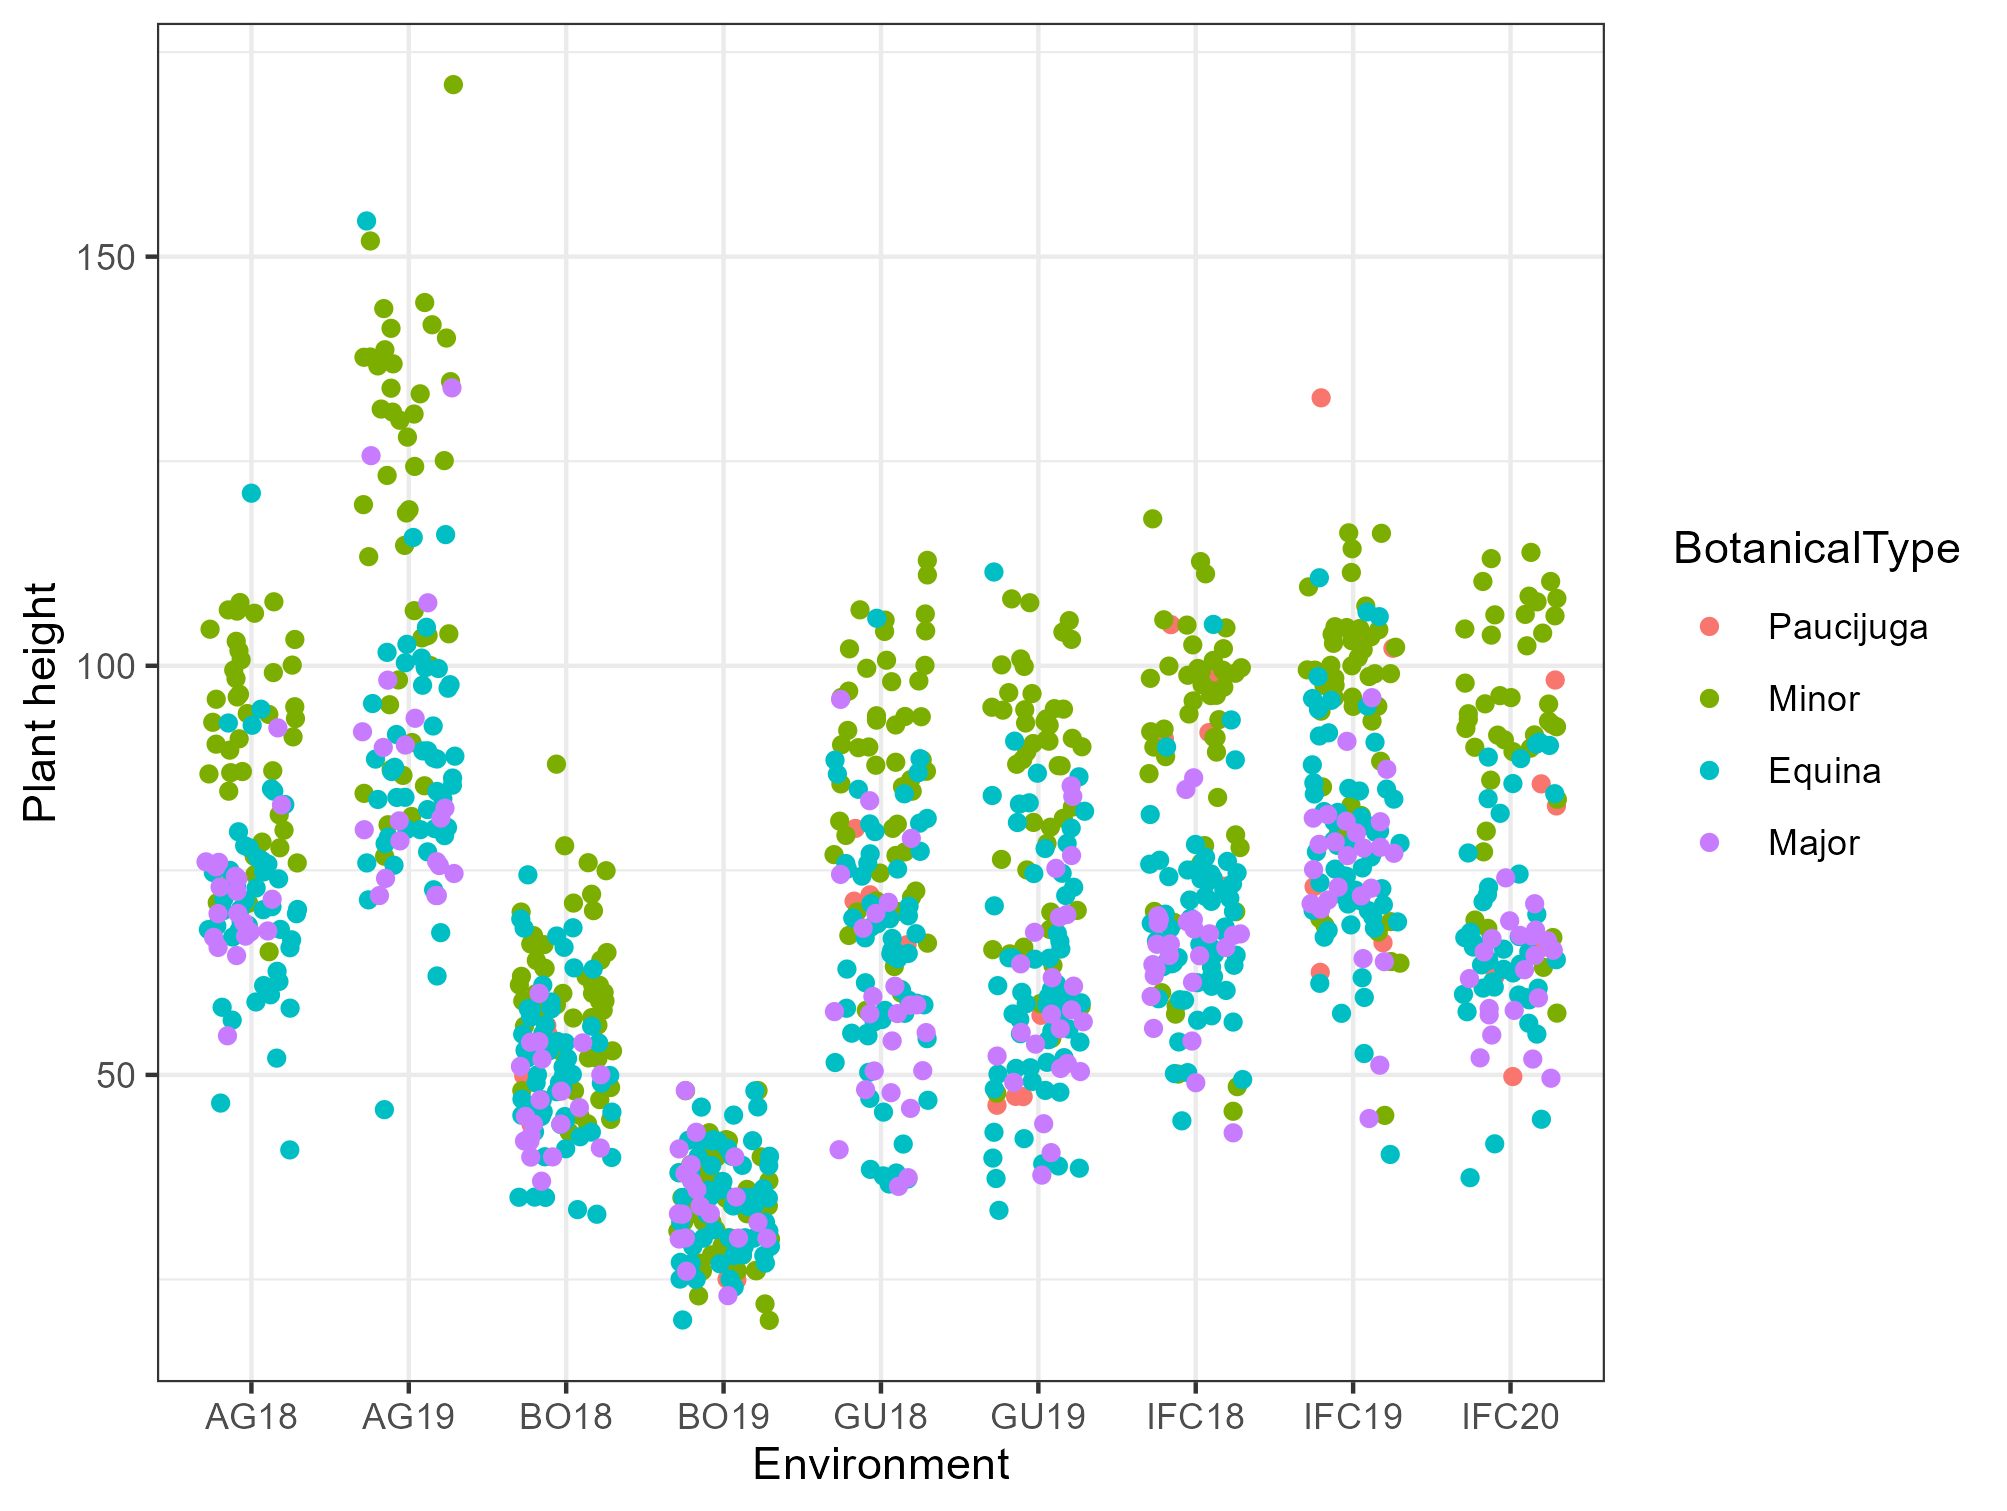 150
100
50
Plant height
AG18 AG19 BO18 BO19 GU18 GU19 IFC18 IFC19 IFC20
Environment
BotanicalType
Paucijuga
Minor
Equina
Major